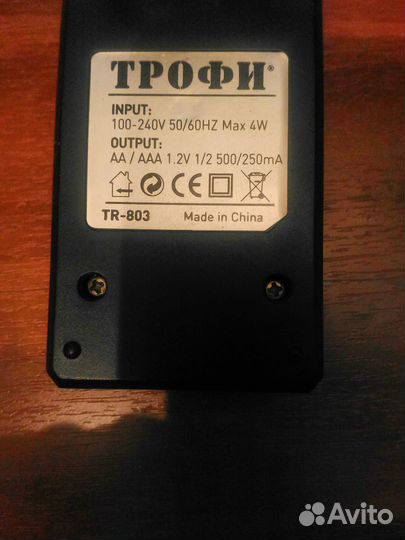 ТРОФИ®
INPUT:
100-240V 50/60HZ Max 4W
OUTPUT:
AA / AAA 1.2V 1/2 500/250mA
CE
TR-803 Made in China
Avito